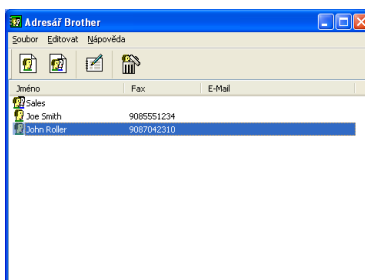 Adresář Brother
Soubor Editovat Nápověda
Jméno Fax E-Mail
Sales
Joe Smith 9085551234
John Roller 9087042310